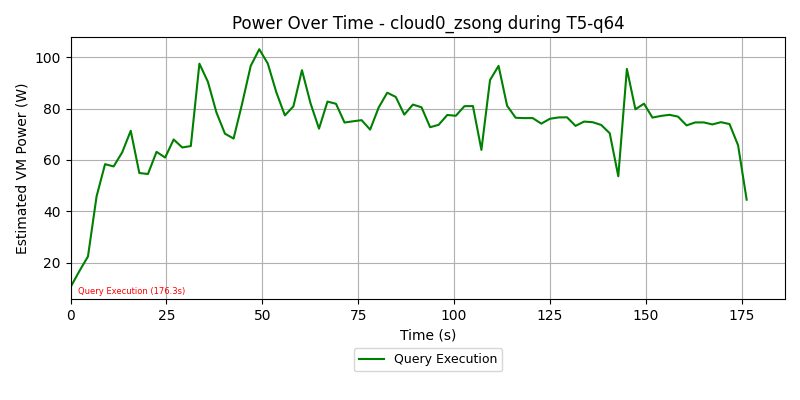 Power Over Time - cloud0_zsong during T5-q64
Estimated VM Power (W)
100
80
60
40
20
Query Execution (176.3s)
0
25
50
75
100
125
150
175
Time (s)
Query Execution